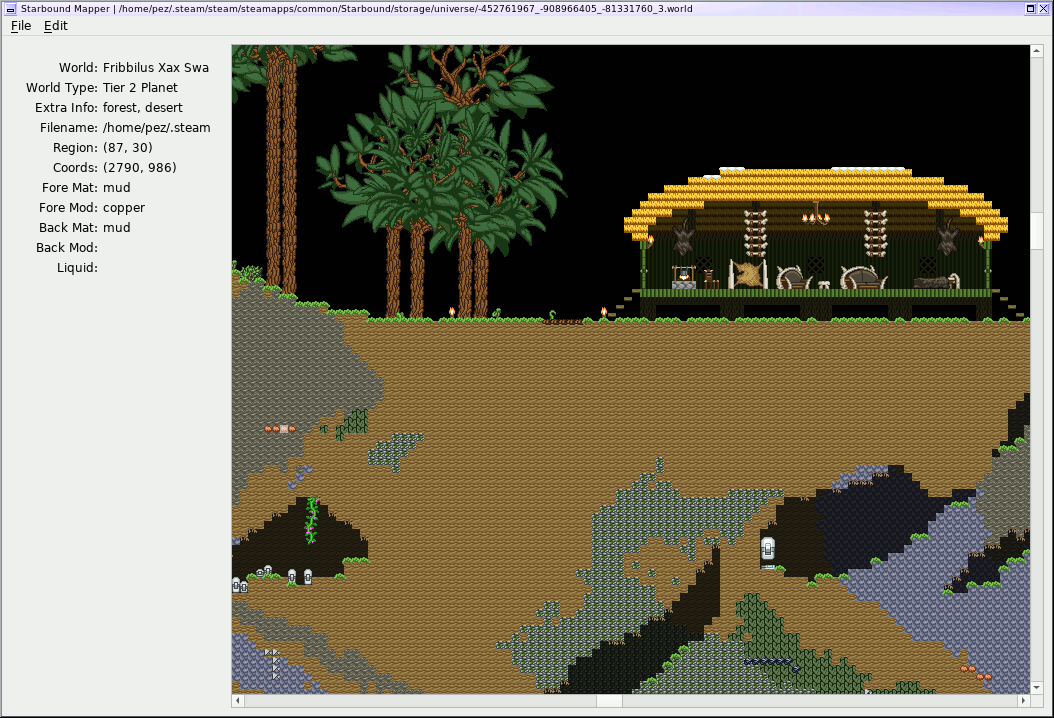 Starbound Mapper | /home/pez/.steam/steam/steamapps/common/Starbound/storage/universe/-452761967_-908966405_-81331760_3.world
File Edit
World: Fribbilus Xax Swa
World Type: Tier 2 Planet
Extra Info: forest, desert
Filename: /home/pez/.steam
Region: (87, 30)
Coords: (2790, 986)
Fore Mat: mud
Fore Mod: copper
Back Mat: mud
Back Mod:
Liquid: